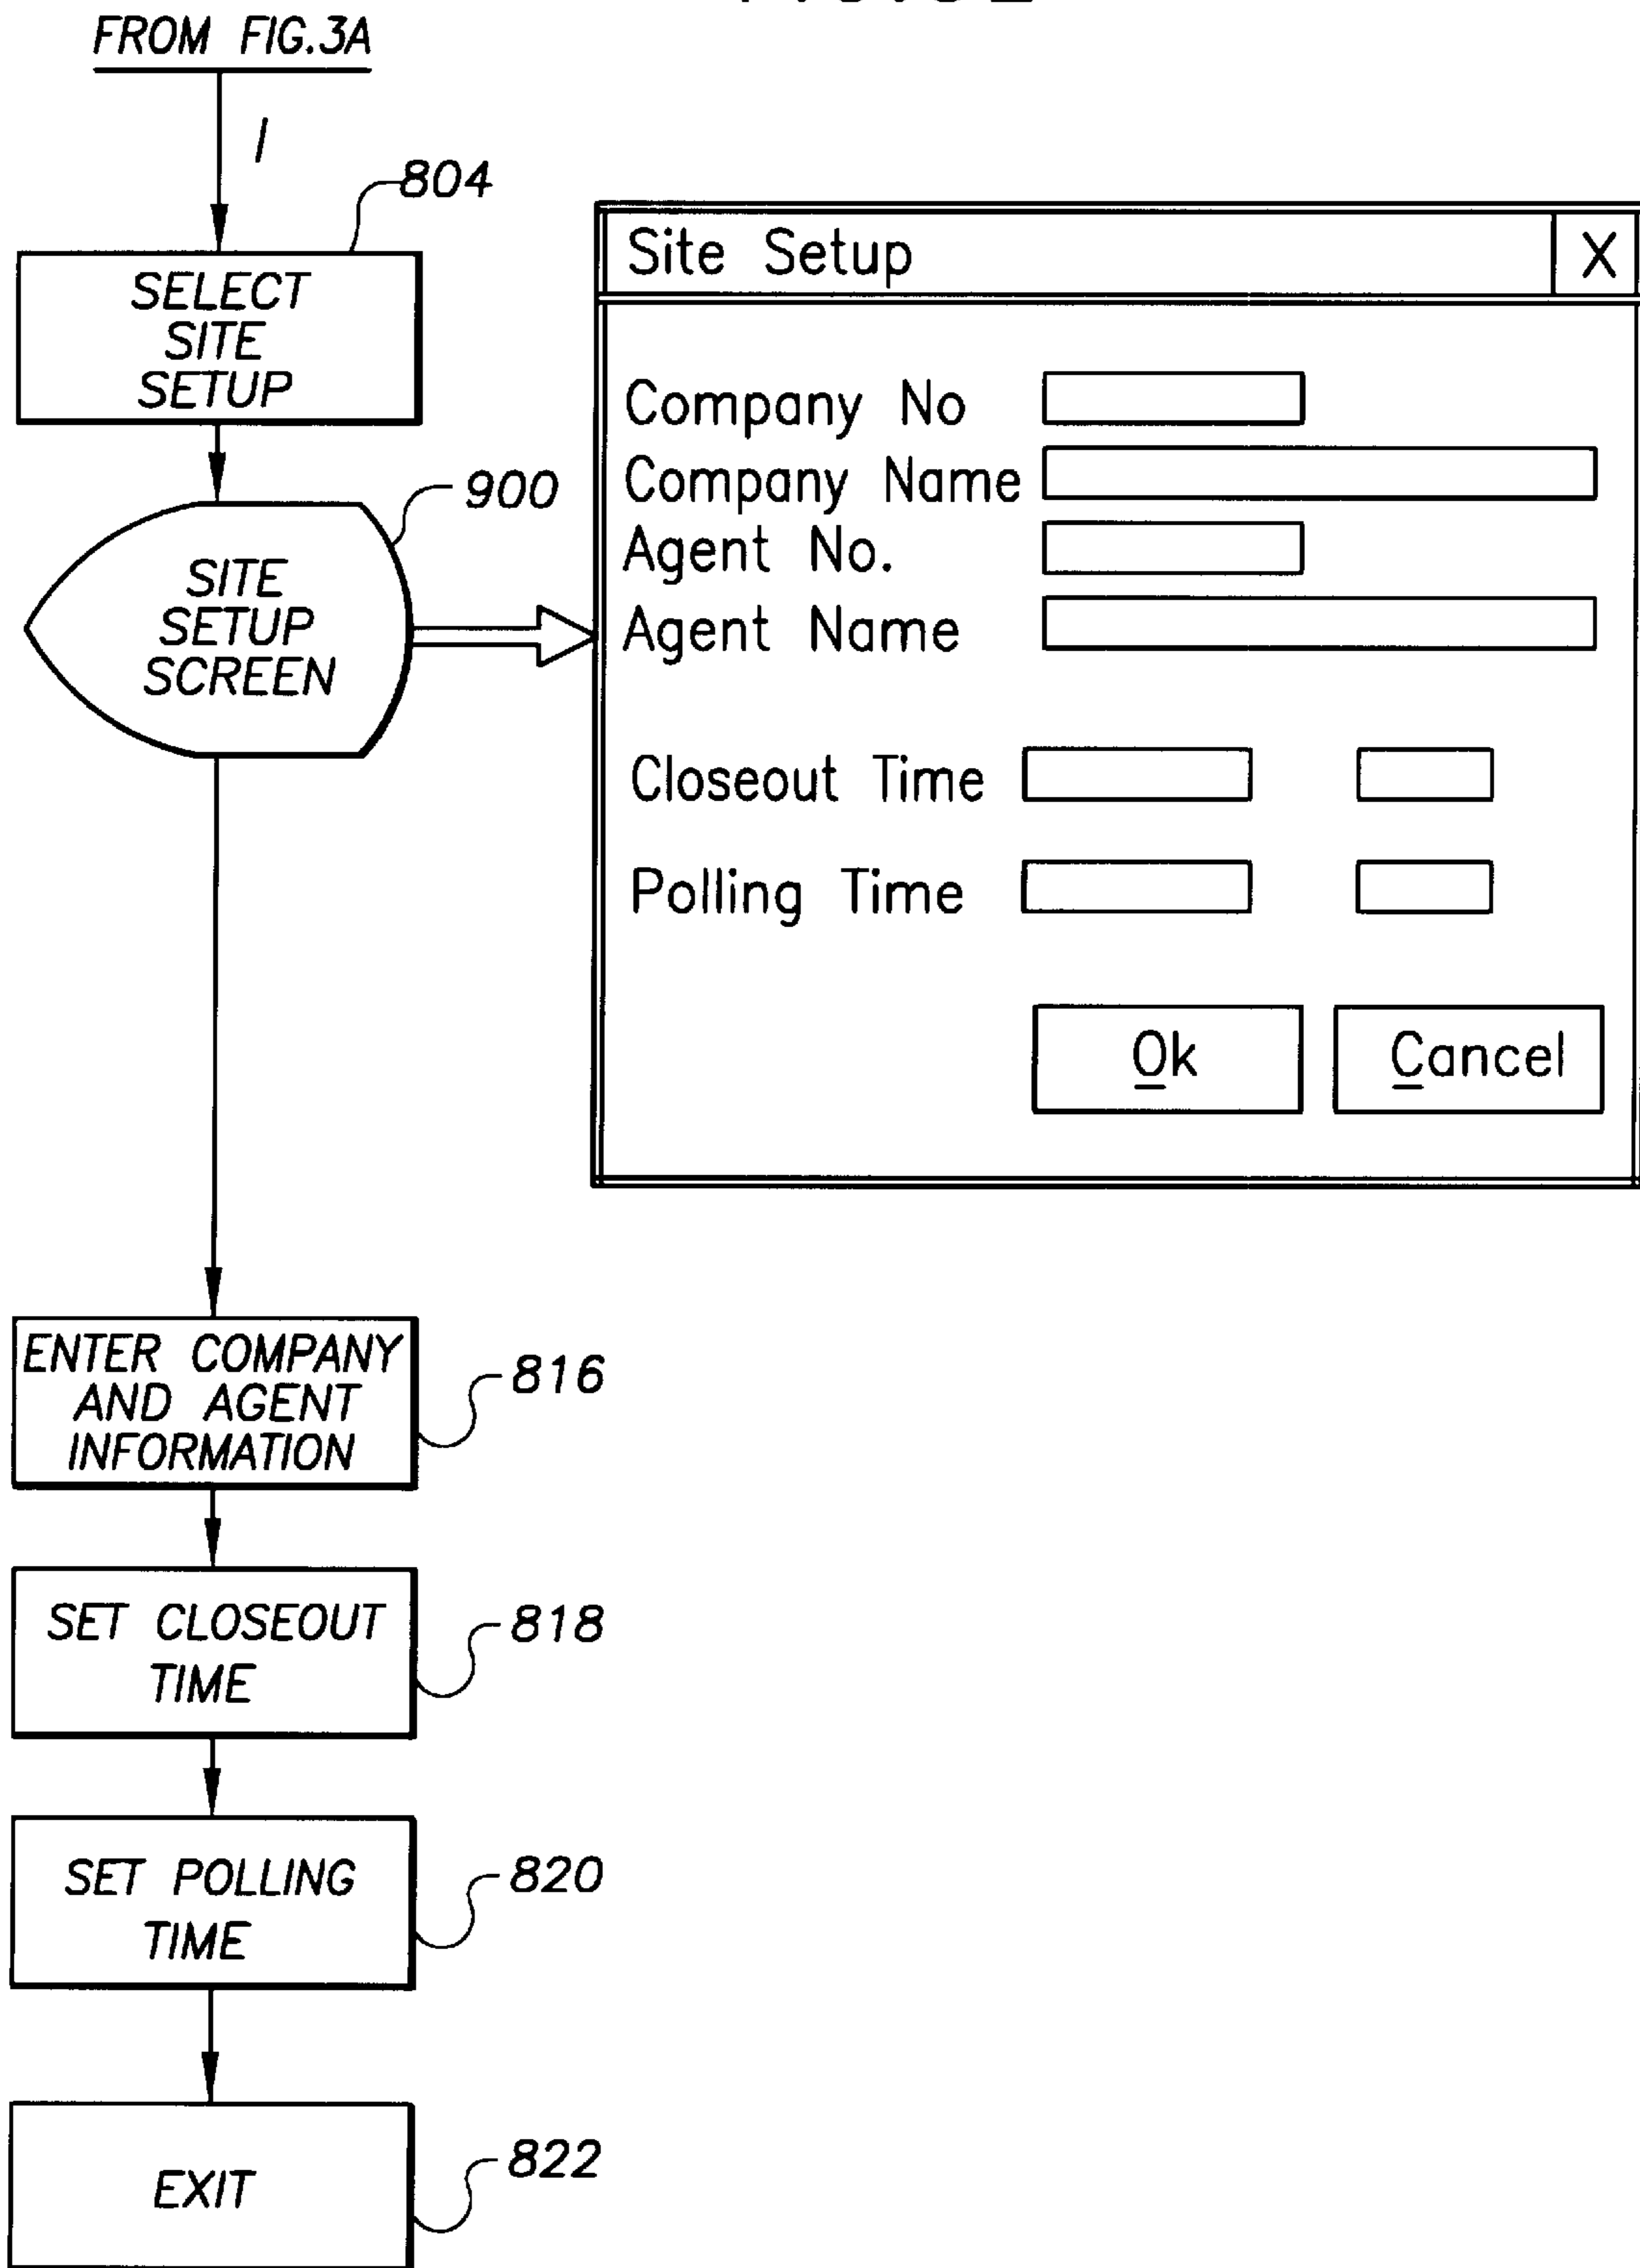 FROM FIG.3A
I
804
SELECT
SITE
SETUP
900
SITE
SETUP
SCREEN
Site Setup X
Company No
Company Name
Agent No.
Agent Name
Closeout Time
Polling Time
Ok Cancel
ENTER COMPANY
AND AGENT
INFORMATION
816
SET CLOSEOUT
TIME
818
SET POLLING
TIME
820
EXIT
822